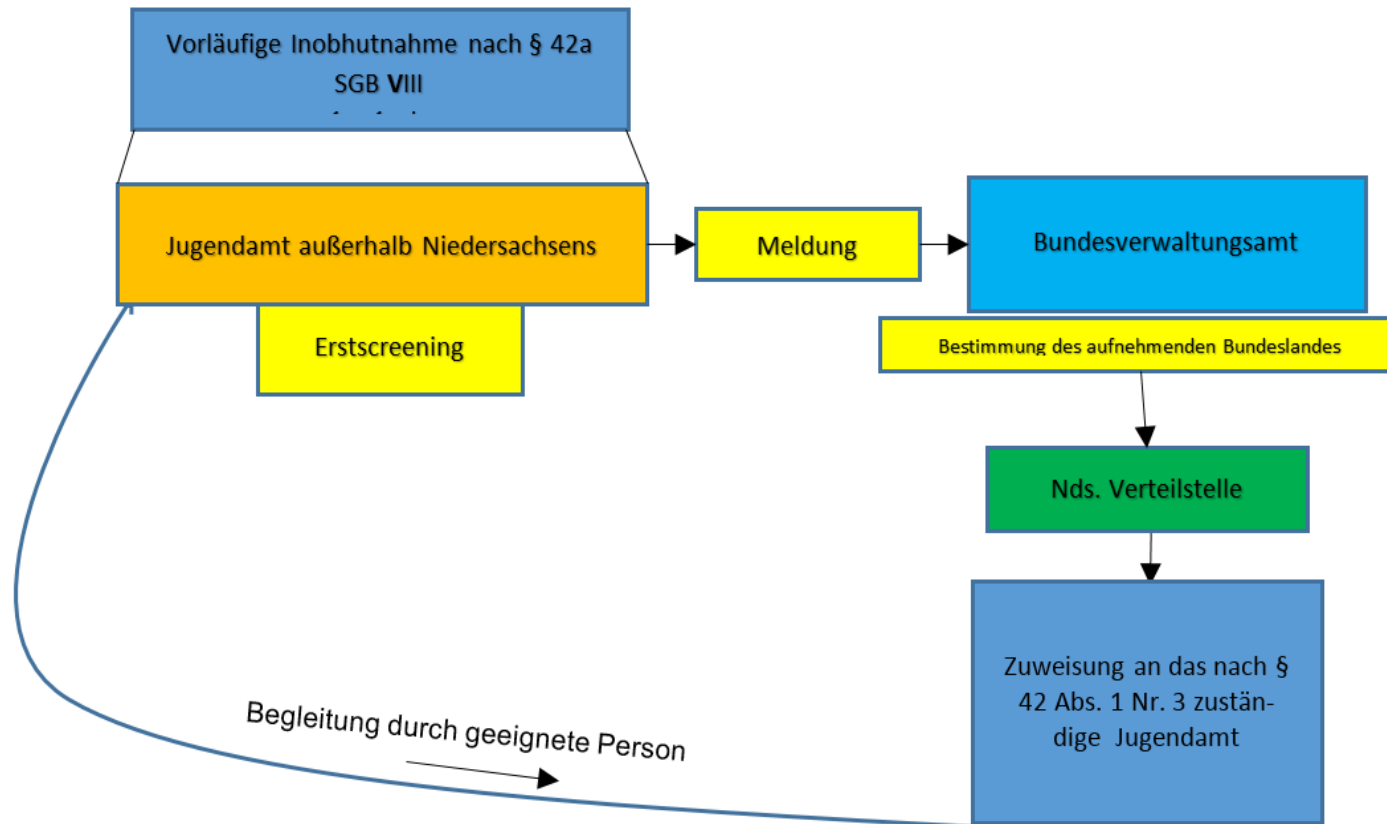 Vorläufige Inobhutnahme nach § 42a
SGB VIII
Jugendamt außerhalb Niedersachsens
Meldung
Bundesverwaltungsamt
Erstscreening
Bestimmung des aufnehmenden Bundeslandes
Nds. Verteilstelle
Zuweisung an das nach §
42 Abs. 1 Nr. 3 zustän-
dige Jugendamt
Begleitung durch geeignete Person